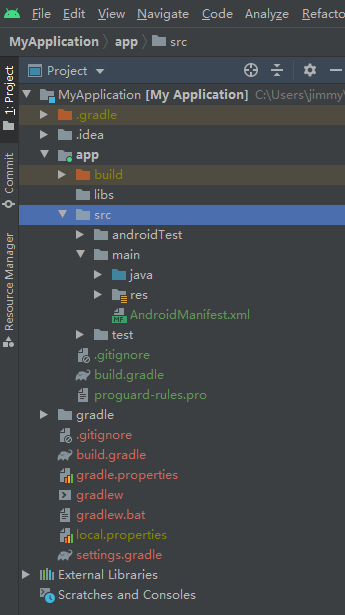 File Edit View Navigate Code Analyze Refacto
MyApplication app src
1: Project
Commit
Resource Manager
Project
MyApplication [My Application] C:\Users\jimmy\
.gradle
.idea
app
build
libs
src
androidTest
main
java
res
AndroidManifest.xml
test
.gitignore
build.gradle
proguard-rules.pro
gradle
.gitignore
build.gradle
gradle.properties
gradlew
gradlew.bat
local.properties
settings.gradle
External Libraries
Scratches and Consoles